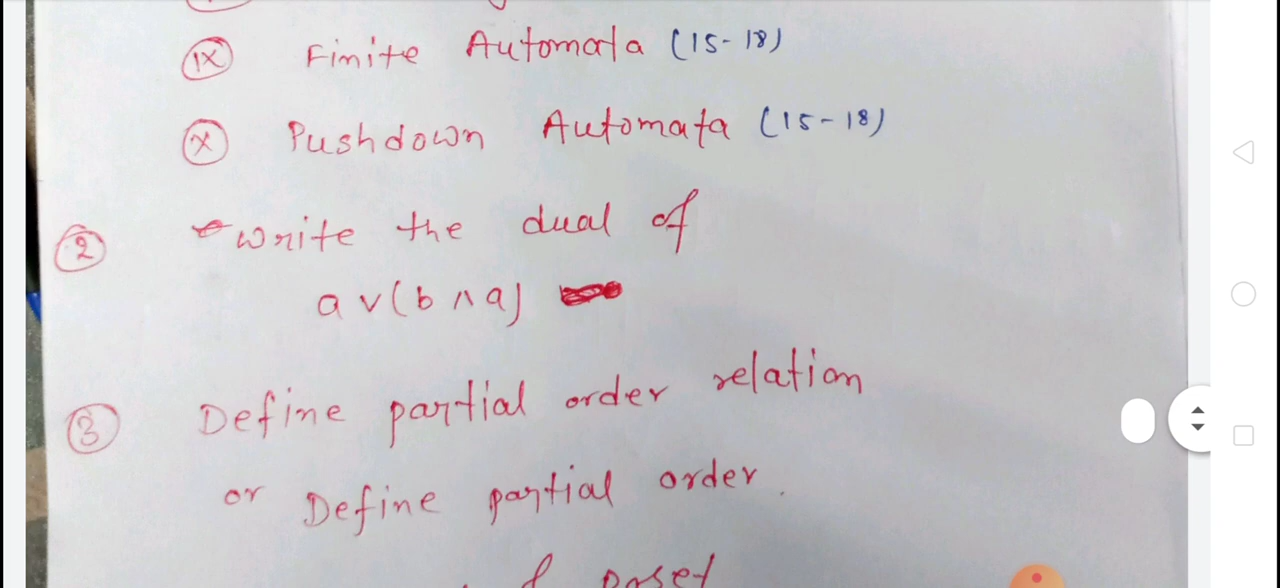 IX Finite Automata (15-18)
X Pushdown Automata (15-18)
2 write the dual of
a v (b ∧ a)
3 Define partial order relation
or Define partial order.
poset